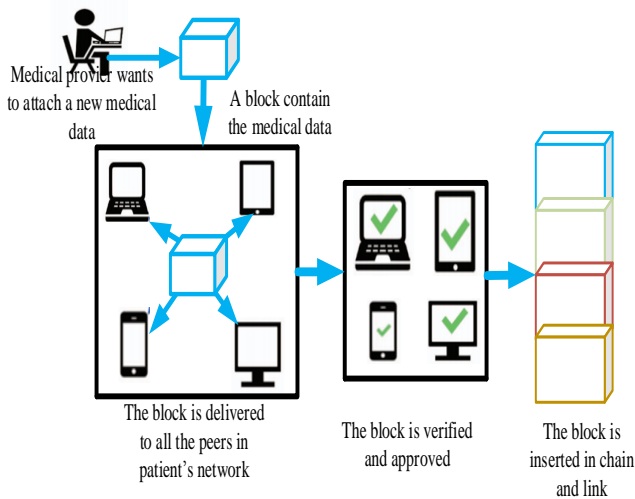 Medical provier wants
to attach a new medical
data
A block contain
the medical data
The block is delivered
to all the peers in
patient's network
The block is verified
and approved
The block is
inserted in chain
and link